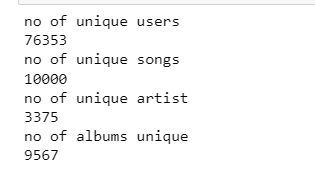 no of unique users
76353
no of unique songs
10000
no of unique artist
3375
no of albums unique
9567